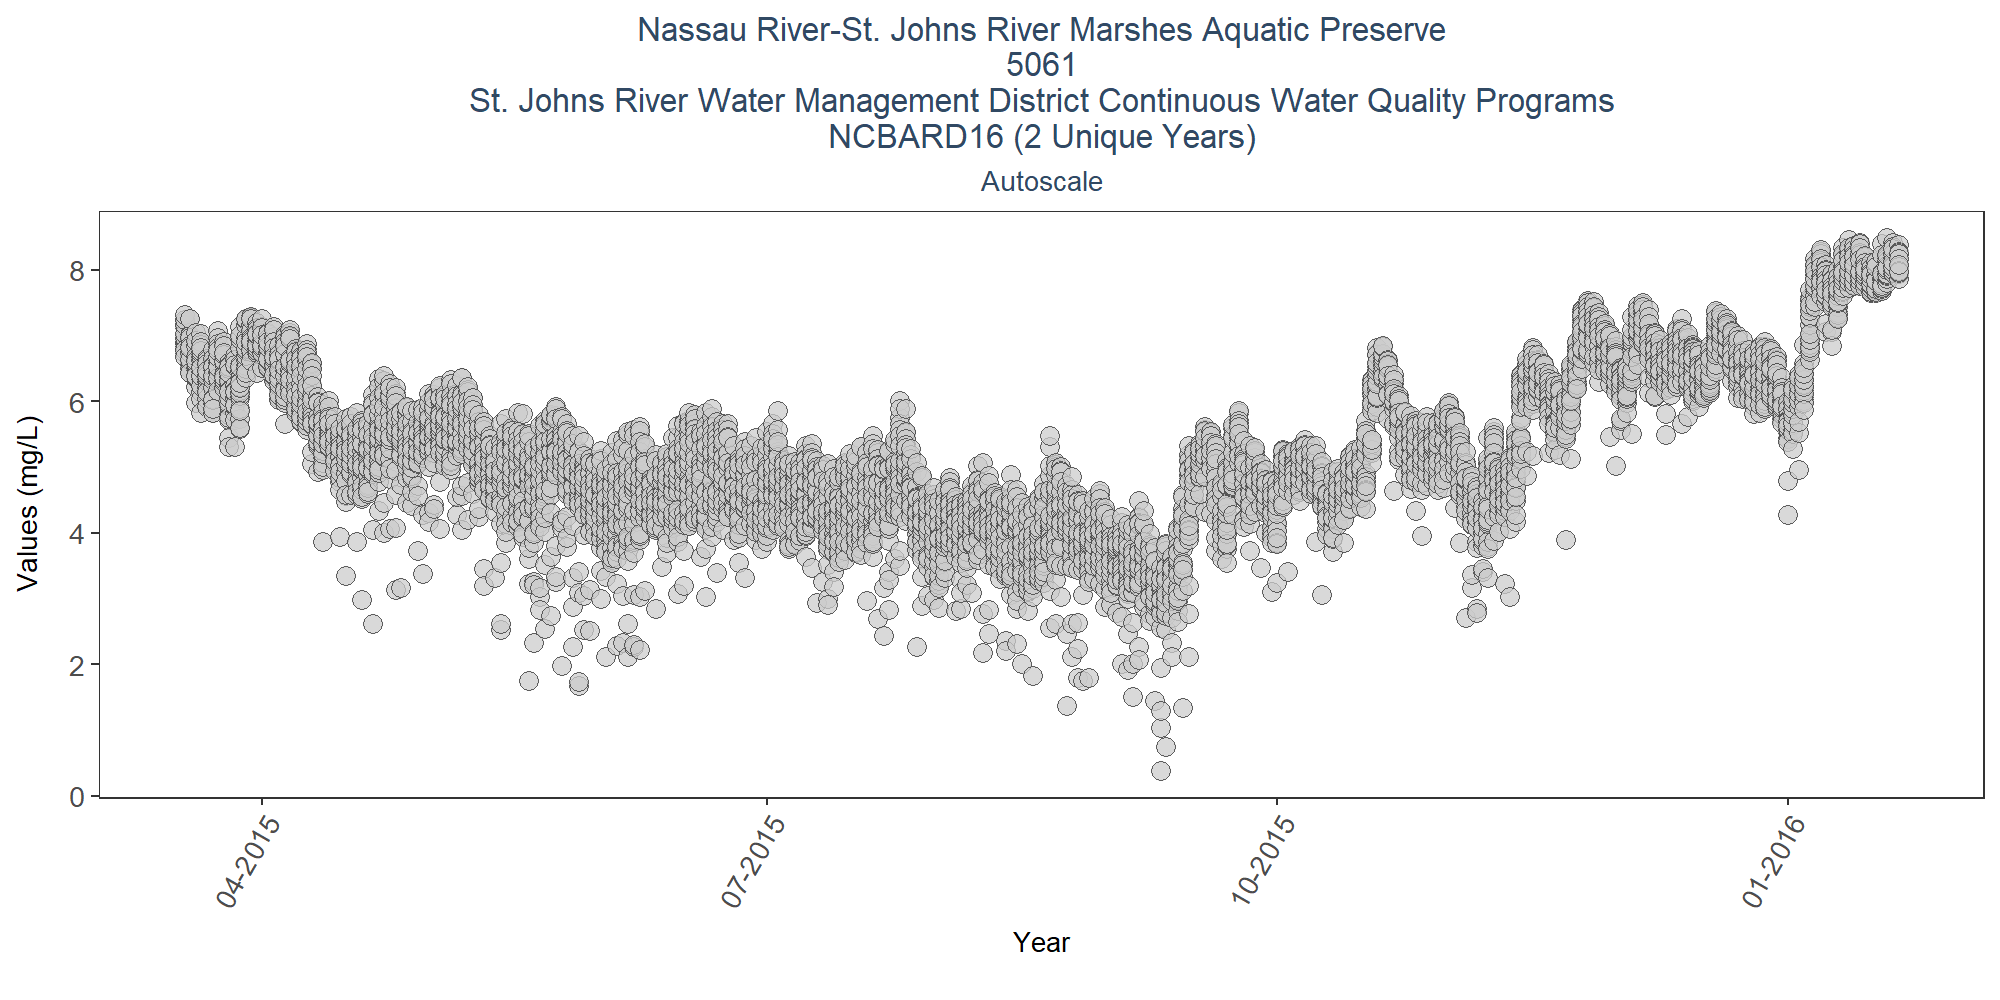 Nassau River-St. Johns River Marshes Aquatic Preserve
5061
St. Johns River Water Management District Continuous Water Quality Programs
NCBARD16 (2 Unique Years)
Autoscale
Values (mg/L)
8
6
4
2
0
04-2015
07-2015
10-2015
01-2016
Year